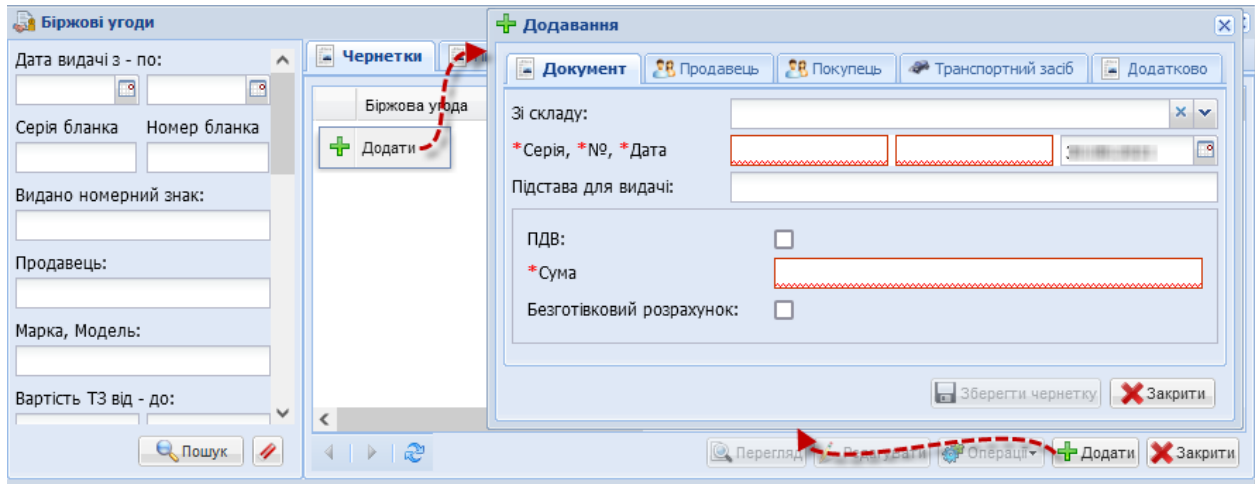 Біржові угоди
Дата видачі з - по:
Серія бланка Номер бланка
Видано номерний знак:
Продавець:
Марка, Модель:
Вартість ТЗ від - до:
Пошук
Чернетки
Біржова угода
Додати
Додавання
Документ Продавець Покупець Транспортний засіб Додатково
Зі складу:
*Серія, *№, *Дата
Підстава для видачі:
ПДВ:
*Сума
Безготівковий розрахунок:
Зберегти чернетку Закрити
Перегляд Редагувати Операції Додати Закрити